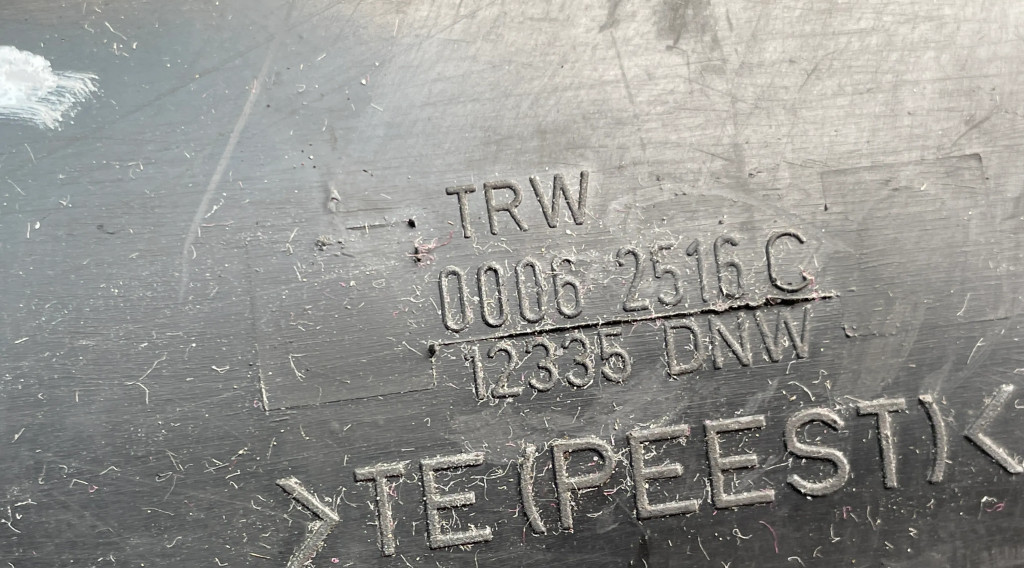 TRW
0006 2516 C
12335 DNW
>TE(PEEST)<